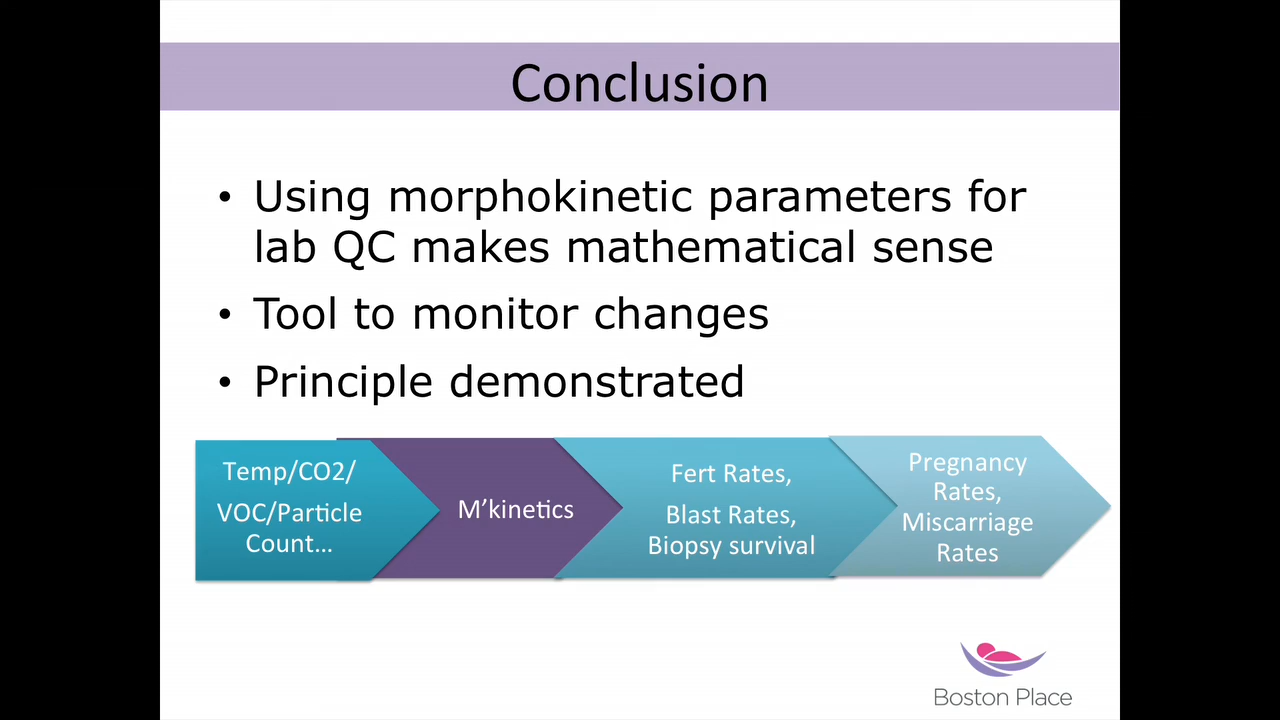 Conclusion
• Using morphokinetic parameters for
lab QC makes mathematical sense
• Tool to monitor changes
• Principle demonstrated
Temp/CO2/
VOC/Particle
Count…
M’kinetics
Fert Rates,
Blast Rates,
Biopsy survival
Pregnancy
Rates,
Miscarriage
Rates
Boston Place